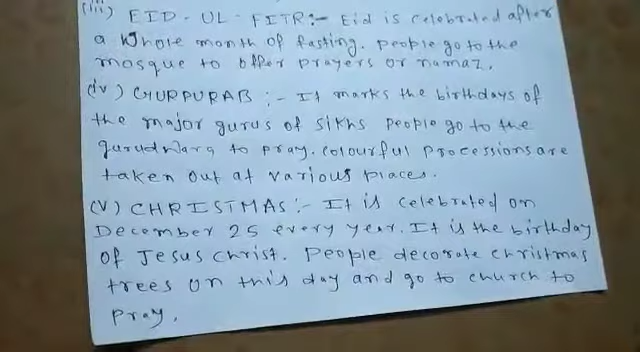 (iii) EID-UL-FITR:- Eid is celebrated after
a whole month of fasting. People go to the
mosque to offer prayers or namaz.
(iv) GURPURAB :- It marks the birthdays of
the major gurus of sikhs people go to the
gurudwara to pray. colourful processions are
taken out at various places.
(V) CHRISTMAS:- It is celebrated on
December 25 every year. It is the birthday
of Jesus christ. People decorate christmas
trees on this day and go to church to
pray.